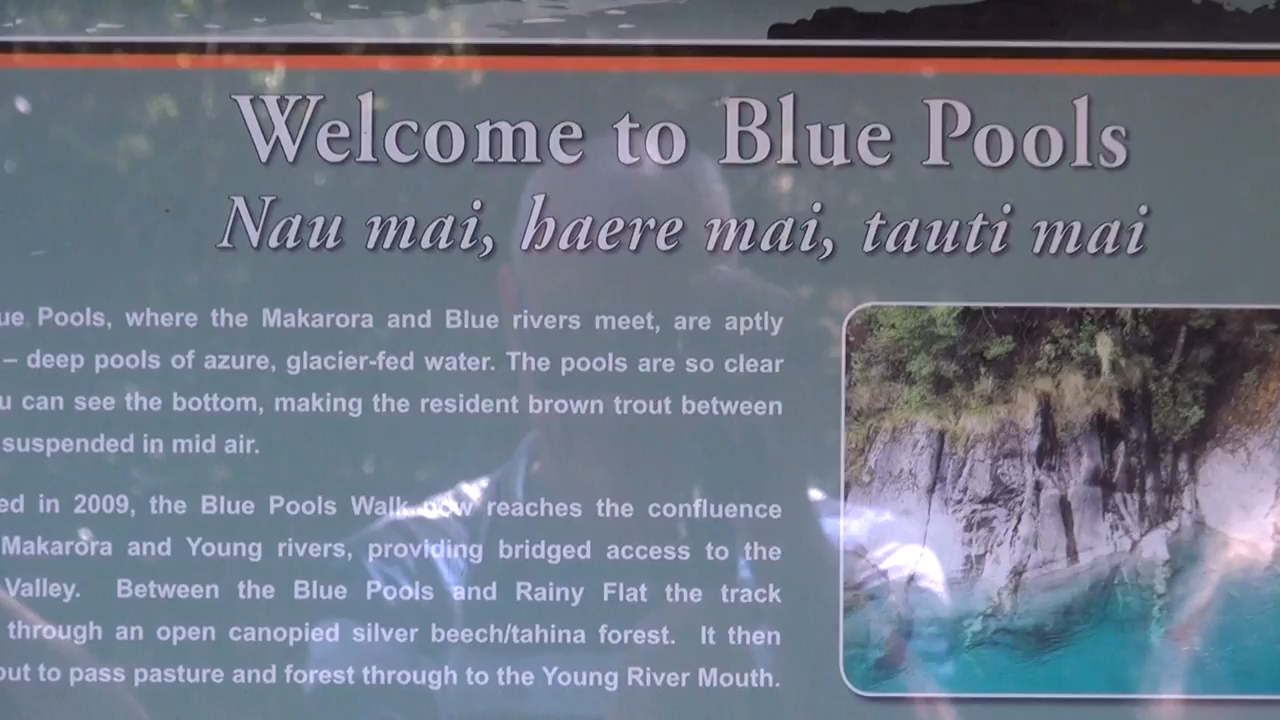 Welcome to Blue Pools
Nau mai, haere mai, tauti mai
ue Pools, where the Makarora and Blue rivers meet, are aptly
– deep pools of azure, glacier-fed water. The pools are so clear
u can see the bottom, making the resident brown trout between
suspended in mid air.
ed in 2009, the Blue Pools Walk now reaches the confluence
Makarora and Young rivers, providing bridged access to the
Valley. Between the Blue Pools and Rainy Flat the track
through an open canopied silver beech/tahina forest. It then
out to pass pasture and forest through to the Young River Mouth.